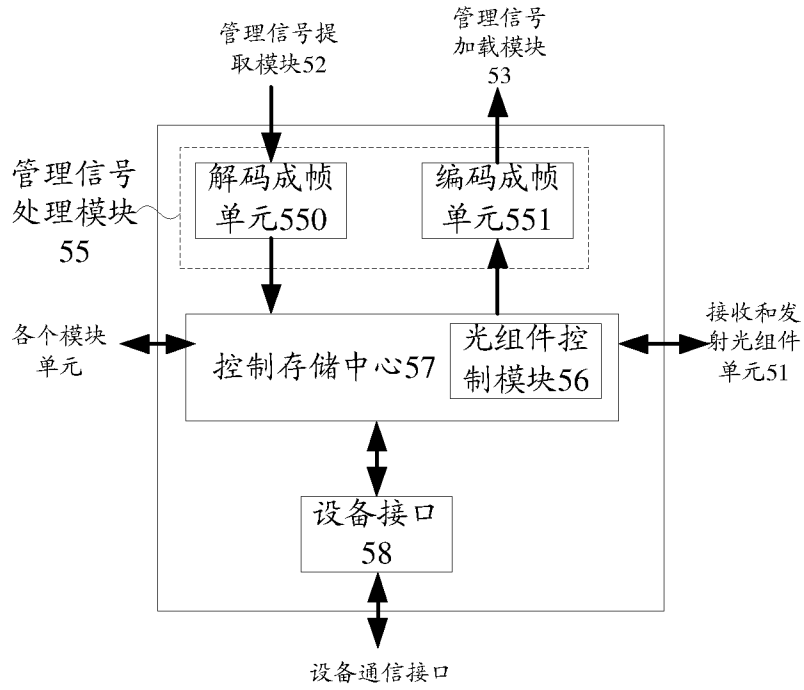 管理信号提
取模块52
管理信号
加载模块
53
管理信号
处理模块
55
解码成帧
单元550
编码成帧
单元551
各个模块
单元
控制存储中心57
光组件控
制模块56
接收和发
射光组件
单元51
设备接口
58
设备通信接口